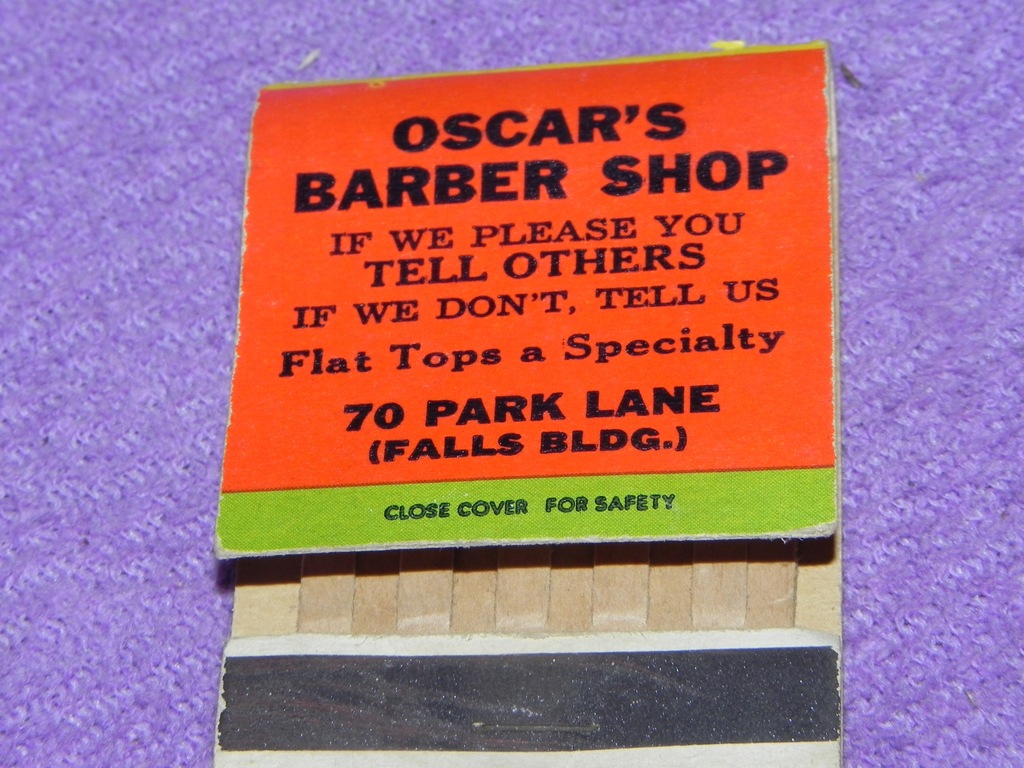 OSCAR'S
BARBER SHOP
IF WE PLEASE YOU
TELL OTHERS
IF WE DON'T, TELL US
Flat Tops a Specialty
70 PARK LANE
(FALLS BLDG.)
CLOSE COVER FOR SAFETY